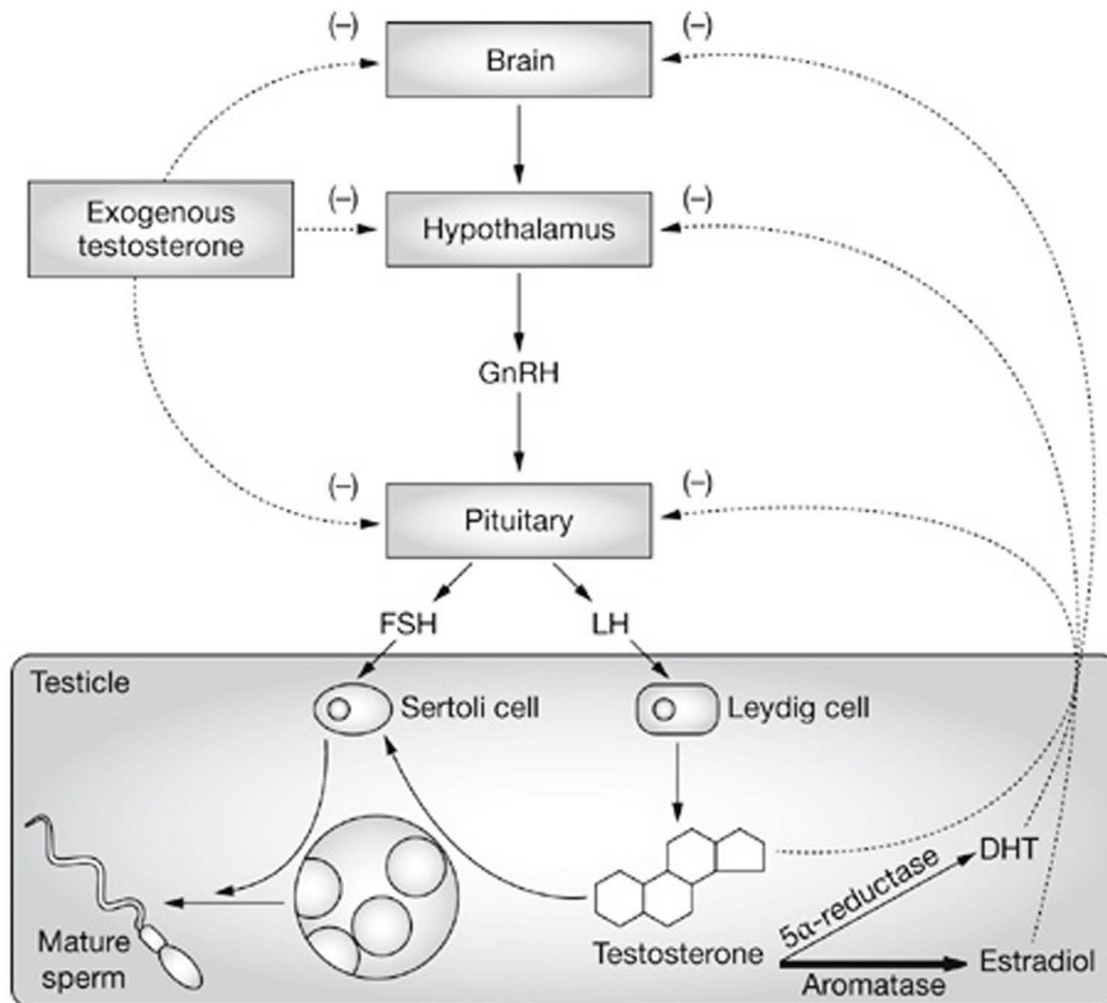 (–)
(–)
Brain
Exogenous
testosterone
(–)
(–)
Hypothalamus
GnRH
(–)
(–)
Pituitary
FSH
LH
Testicle
Sertoli cell
Leydig cell
Mature
sperm
Testosterone
5α-reductase
DHT
Aromatase
Estradiol